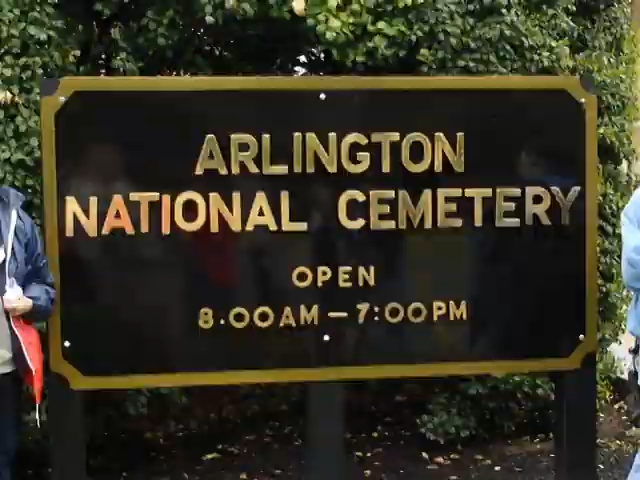 ARLINGTON
NATIONAL CEMETERY
OPEN
8.00AM – 7:00PM